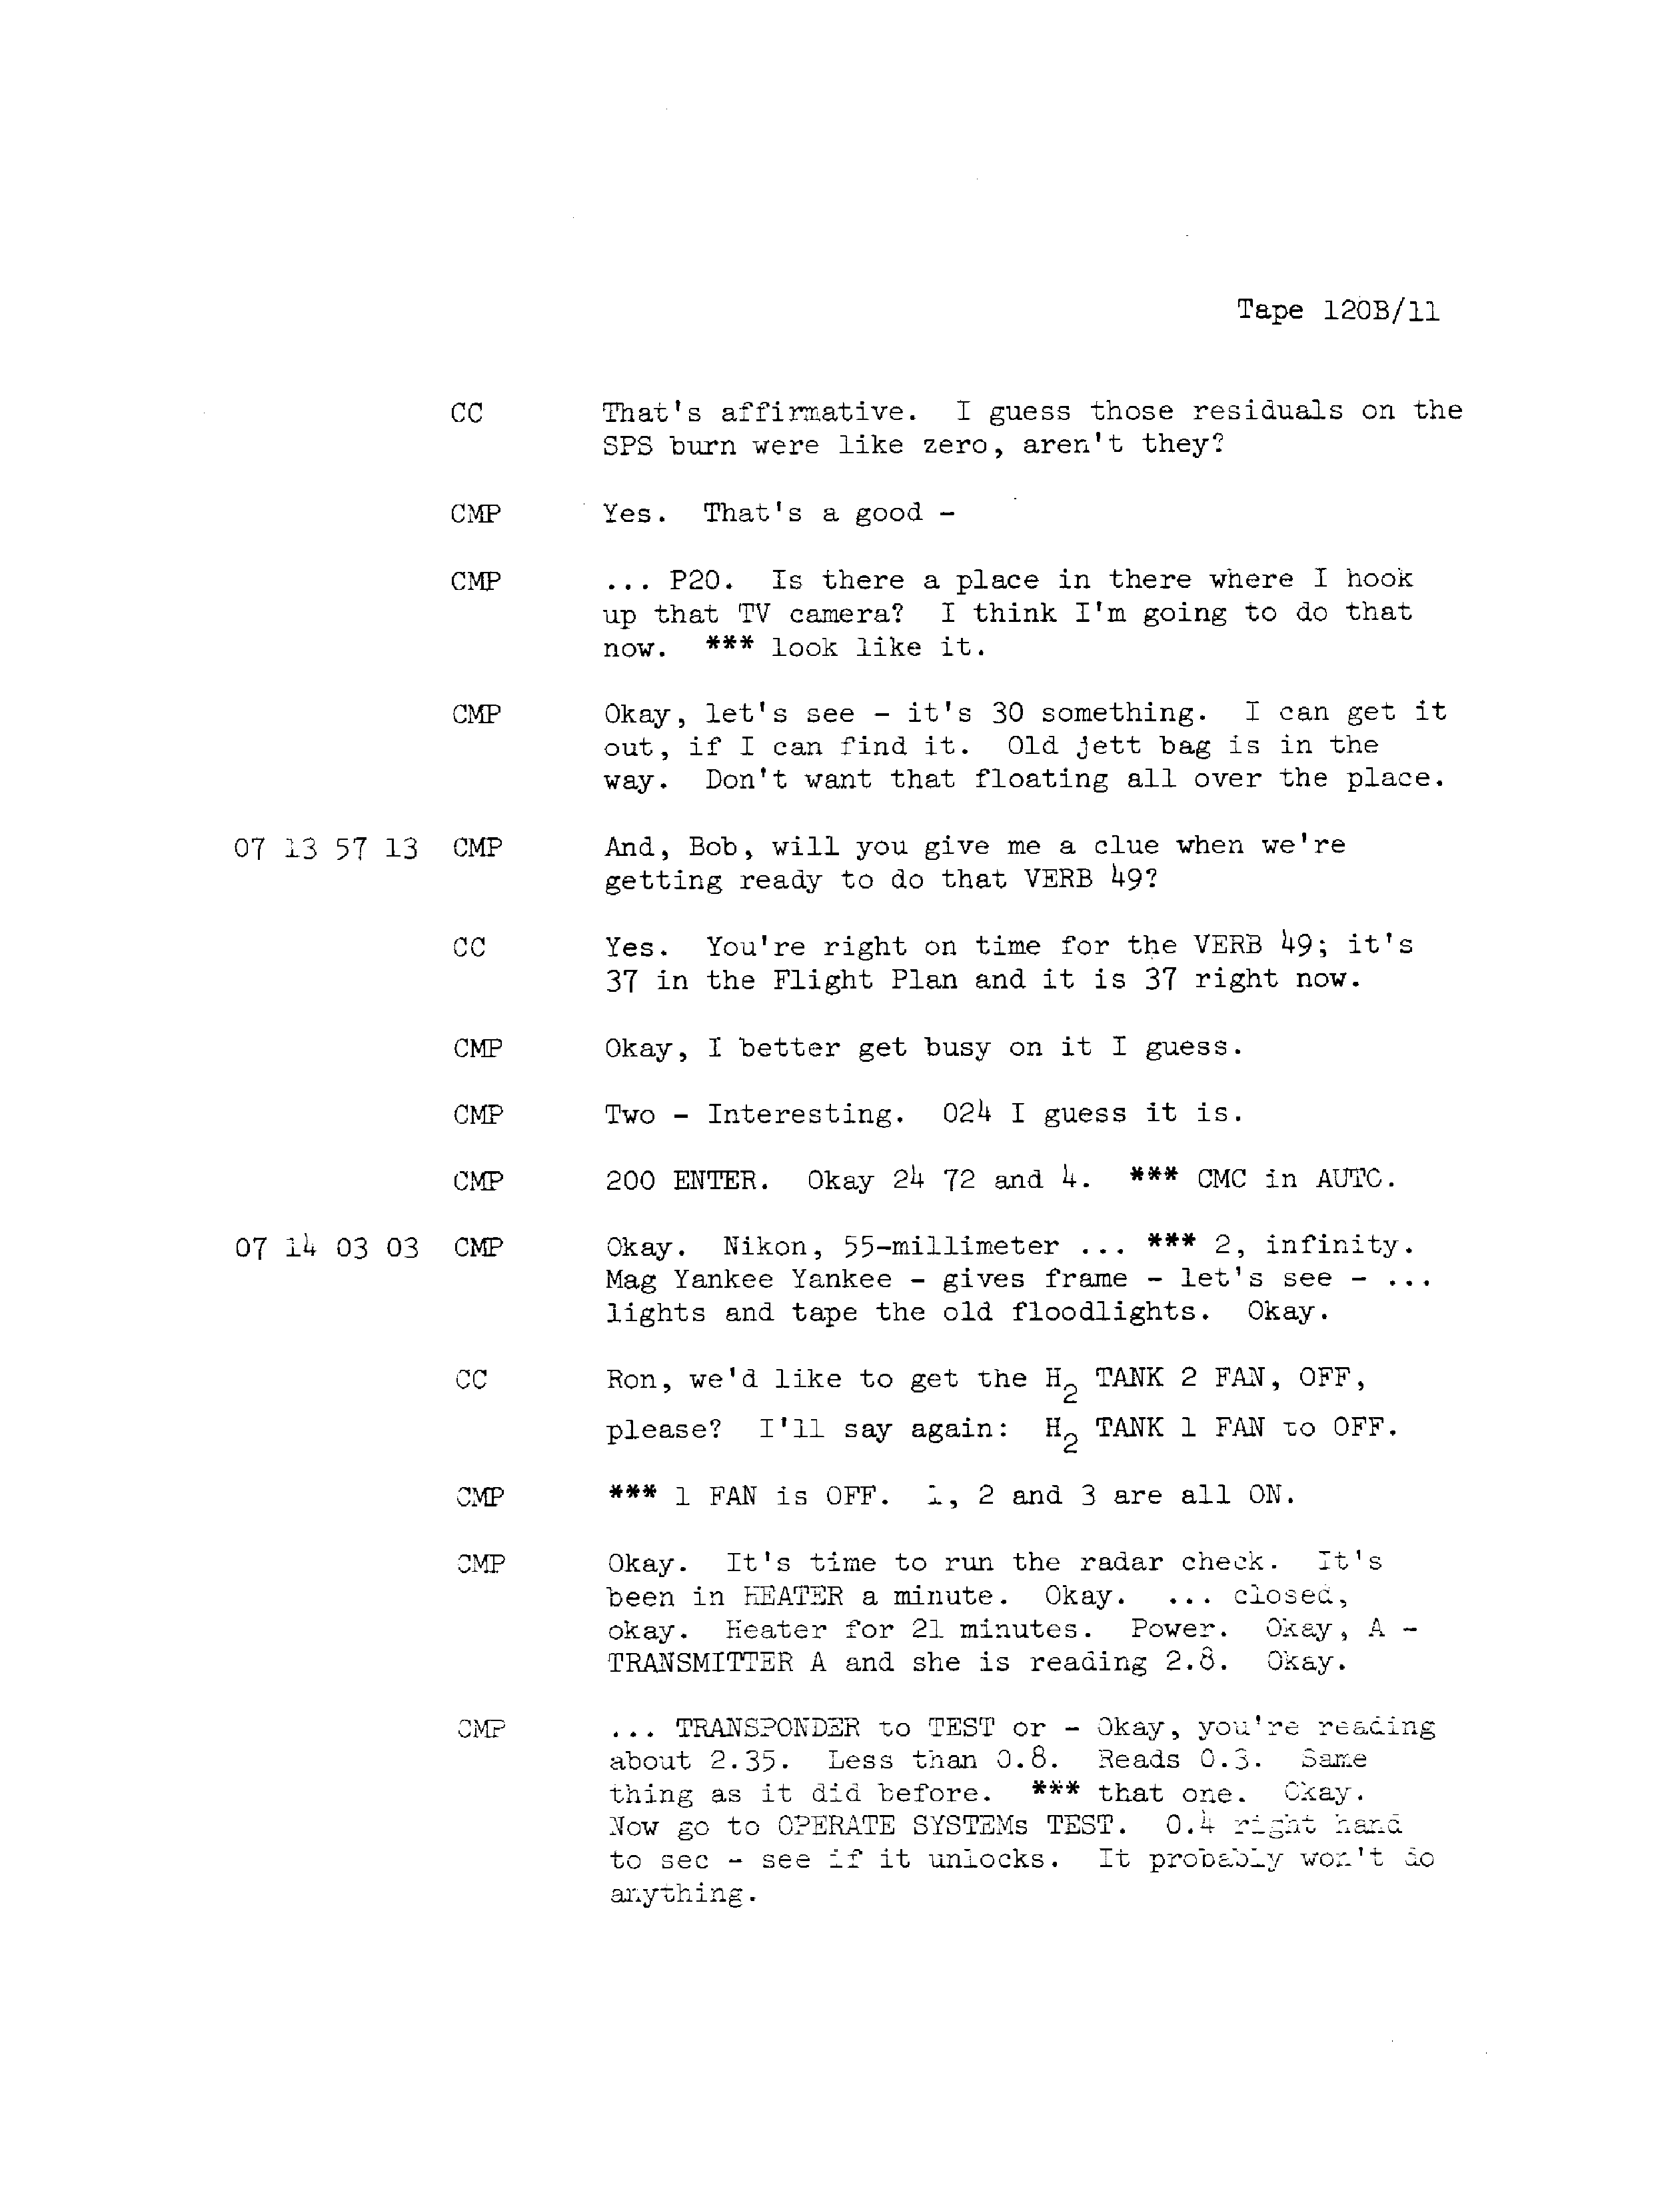 Tape 120B/11
CC That's affirmative. I guess those residuals on the
SPS burn were like zero, aren't they?
CMP Yes. That's a good -
CMP ... P20. Is there a place in there where I hook
up that TV camera? I think I'm going to do that
now. *** look like it.
CMP Okay, let's see - it's 30 something. I can get it
out, if I can find it. Old jett bag is in the
way. Don't want that floating all over the place.
07 13 57 13 CMP And, Bob, will you give me a clue when we're
getting ready to do that VERB 49?
CC Yes. You're right on time for the VERB 49; it's
37 in the Flight Plan and it is 37 right now.
CMP Okay, I better get busy on it I guess.
CMP Two - Interesting. 024 I guess it is.
CMP 200 ENTER. Okay 24 72 and 4. *** CMC in AUTO.
07 14 03 03 CMP Okay. Nikon, 55-millimeter ... *** 2, infinity.
Mag Yankee Yankee - gives frame - let's see - ...
lights and tape the old floodlights. Okay.
CC Ron, we'd like to get the H2 TANK 2 FAN, OFF,
please? I'll say again: H2 TANK 1 FAN to OFF.
CMP *** 1 FAN is OFF. 1, 2 and 3 are all ON.
CMP Okay. It's time to run the radar check. It's
been in HEATER a minute. Okay. ... closed,
okay. Heater for 21 minutes. Power. Okay, A -
TRANSMITTER A and she is reading 2.8. Okay.
CMP ... TRANSPONDER to TEST or - Okay, you're reading
about 2.35. Less than 0.8. Reads 0.3. Same
thing as it did before. *** that one. Okay.
Now go to OPERATE SYSTEMs TEST. 0.4 right hand
to sec - see if it unlocks. It probably won't do
anything.